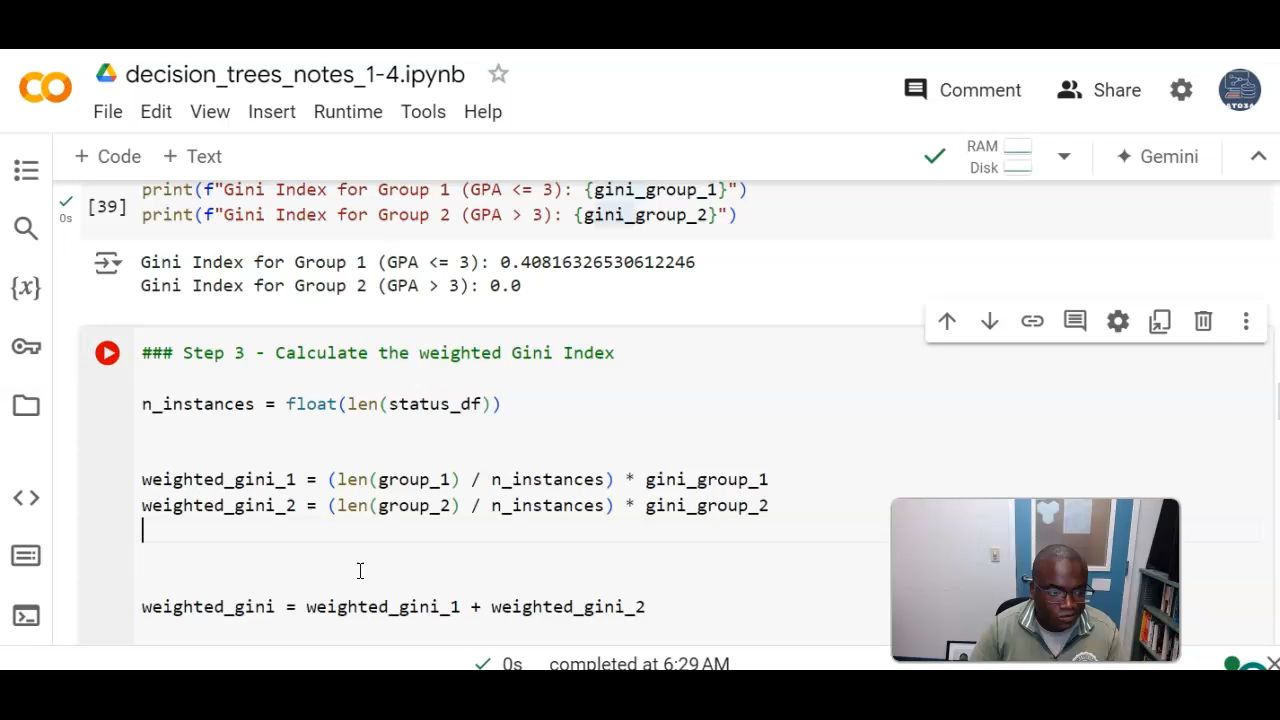 decision_trees_notes_1-4.ipynb
Comment
Share
File Edit View Insert Runtime Tools Help
+ Code + Text
RAM
Disk
Gemini
print(f"Gini Index for Group 1 (GPA <= 3): {gini_group_1}")
[39]
0s
print(f"Gini Index for Group 2 (GPA > 3): {gini_group_2}")
Gini Index for Group 1 (GPA <= 3): 0.40816326530612246
Gini Index for Group 2 (GPA > 3): 0.0
{x}
### Step 3 - Calculate the weighted Gini Index
n_instances = float(len(status_df))
weighted_gini_1 = (len(group_1) / n_instances) * gini_group_1
weighted_gini_2 = (len(group_2) / n_instances) * gini_group_2
weighted_gini = weighted_gini_1 + weighted_gini_2
0s completed at 6:29 AM